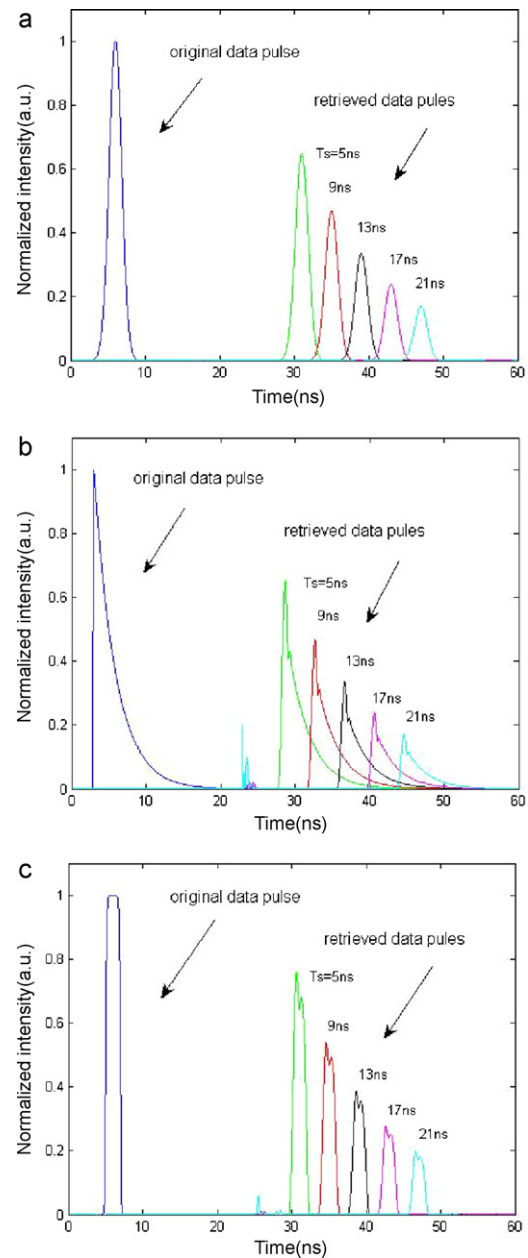 a
original data pulse
retrieved data pules
Ts=5ns
9ns
13ns
17ns
21ns
Normalized intensity(a.u.)
1
0.8
0.6
0.4
0.2
0
0
10
20
30
40
50
60
Time(ns)
b
original data pulse
retrieved data pules
Ts=5ns
9ns
13ns
17ns
21ns
Normalized intensity(a.u.)
1
0.8
0.6
0.4
0.2
0
0
10
20
30
40
50
60
Time(ns)
c
original data pulse
retrieved data pules
Ts=5ns
9ns
13ns
17ns
21ns
Normalized intensity(a.u.)
1
0.8
0.6
0.4
0.2
0
0
10
20
30
40
50
60
Time(ns)